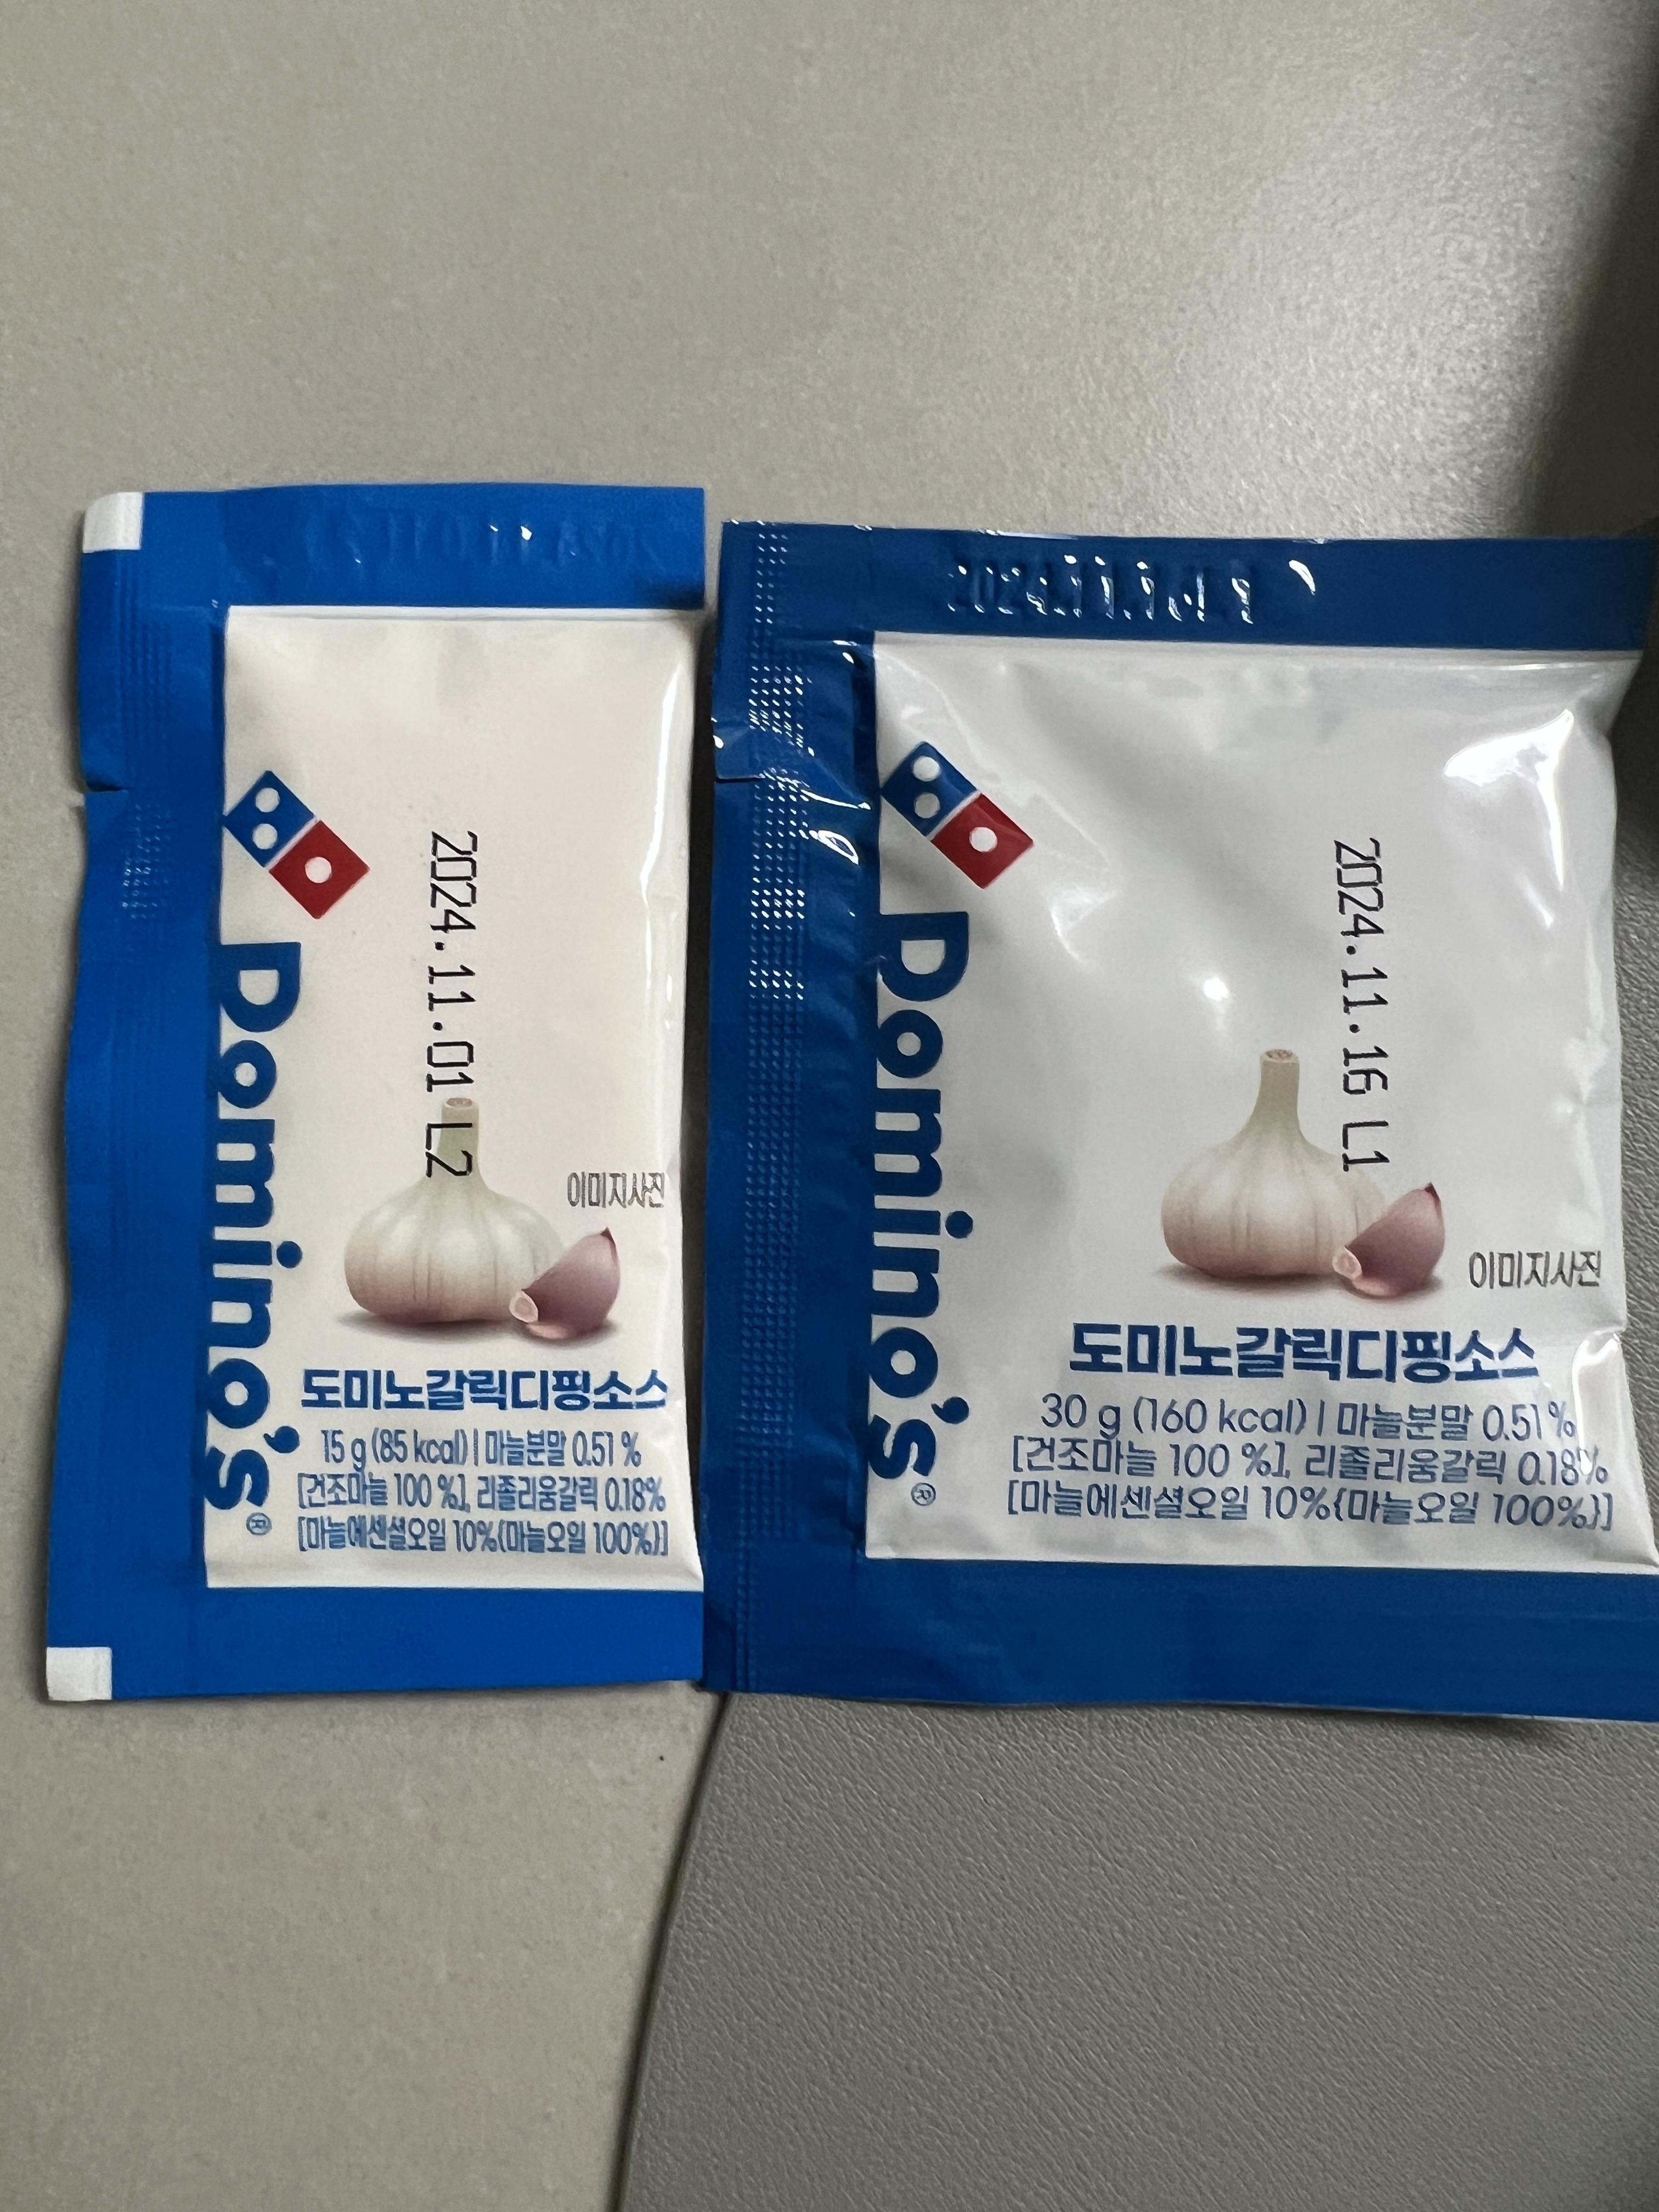 Domino's®
2024.11.01 L2
이미지사진
도미노갈릭디핑소스
15 g (85 kcal) | 마늘분말 0.51 %
[건조마늘 100 %], 리졸리움갈릭 0.18%
[마늘에센셜오일 10%{마늘오일 100%}]
Domino's®
2024.11.16 L1
이미지사진
도미노갈릭디핑소스
30 g (160 kcal) | 마늘분말 0.51 %
[건조마늘 100 %], 리졸리움갈릭 0.18%
[마늘에센셜오일 10%{마늘오일 100%}]